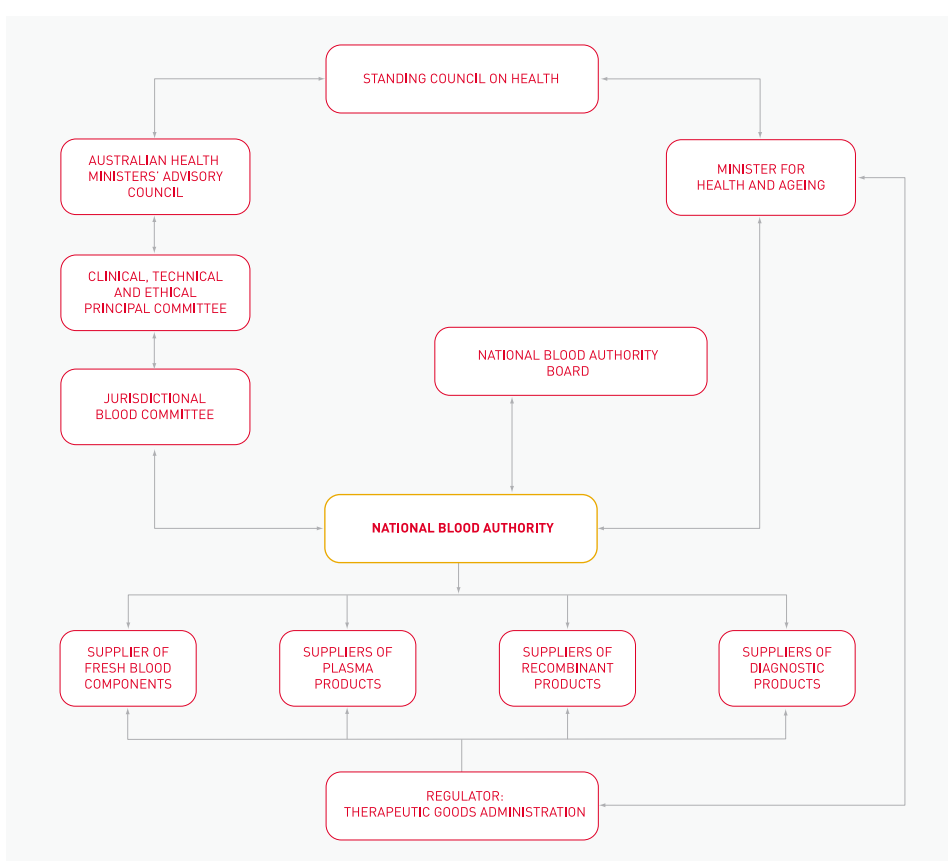 STANDING COUNCIL ON HEALTH
AUSTRALIAN HEALTH
MINISTERS’ ADVISORY
COUNCIL
MINISTER FOR
HEALTH AND AGEING
CLINICAL, TECHNICAL
AND ETHICAL
PRINCIPAL COMMITTEE
NATIONAL BLOOD AUTHORITY
BOARD
JURISDICTIONAL
BLOOD COMMITTEE
NATIONAL BLOOD AUTHORITY
SUPPLIER OF
FRESH BLOOD
COMPONENTS
SUPPLIERS OF
PLASMA
PRODUCTS
SUPPLIERS OF
RECOMBINANT
PRODUCTS
SUPPLIERS OF
DIAGNOSTIC
PRODUCTS
REGULATOR:
THERAPEUTIC GOODS ADMINISTRATION